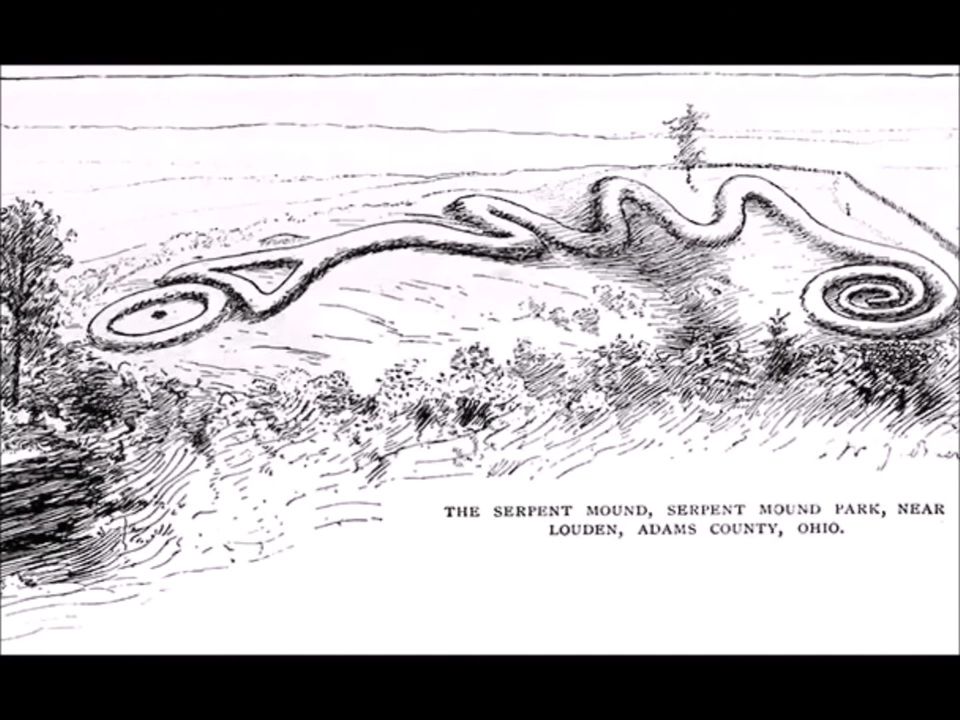 THE SERPENT MOUND, SERPENT MOUND PARK, NEAR
LOUDEN, ADAMS COUNTY, OHIO.